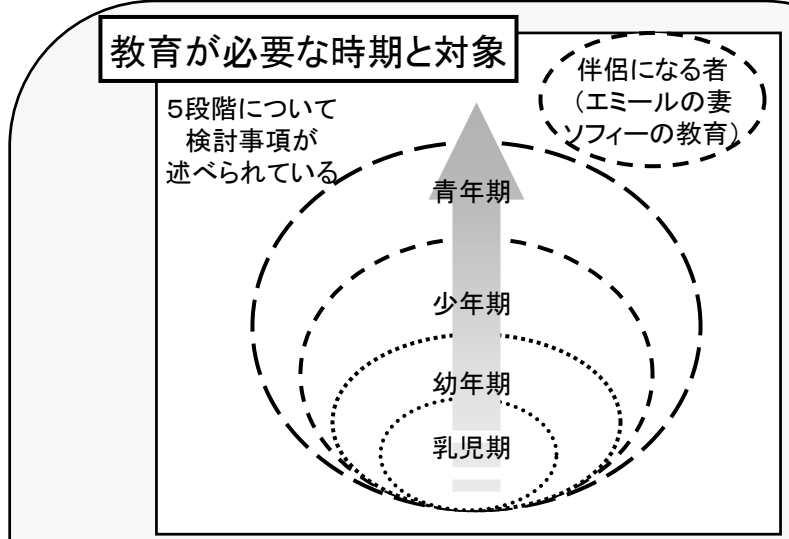 教育が必要な時期と対象
5段階について
検討事項が
述べられている
伴侶になる者
(エミールの妻
ソフィーの教育)
青年期
少年期
幼年期
乳児期